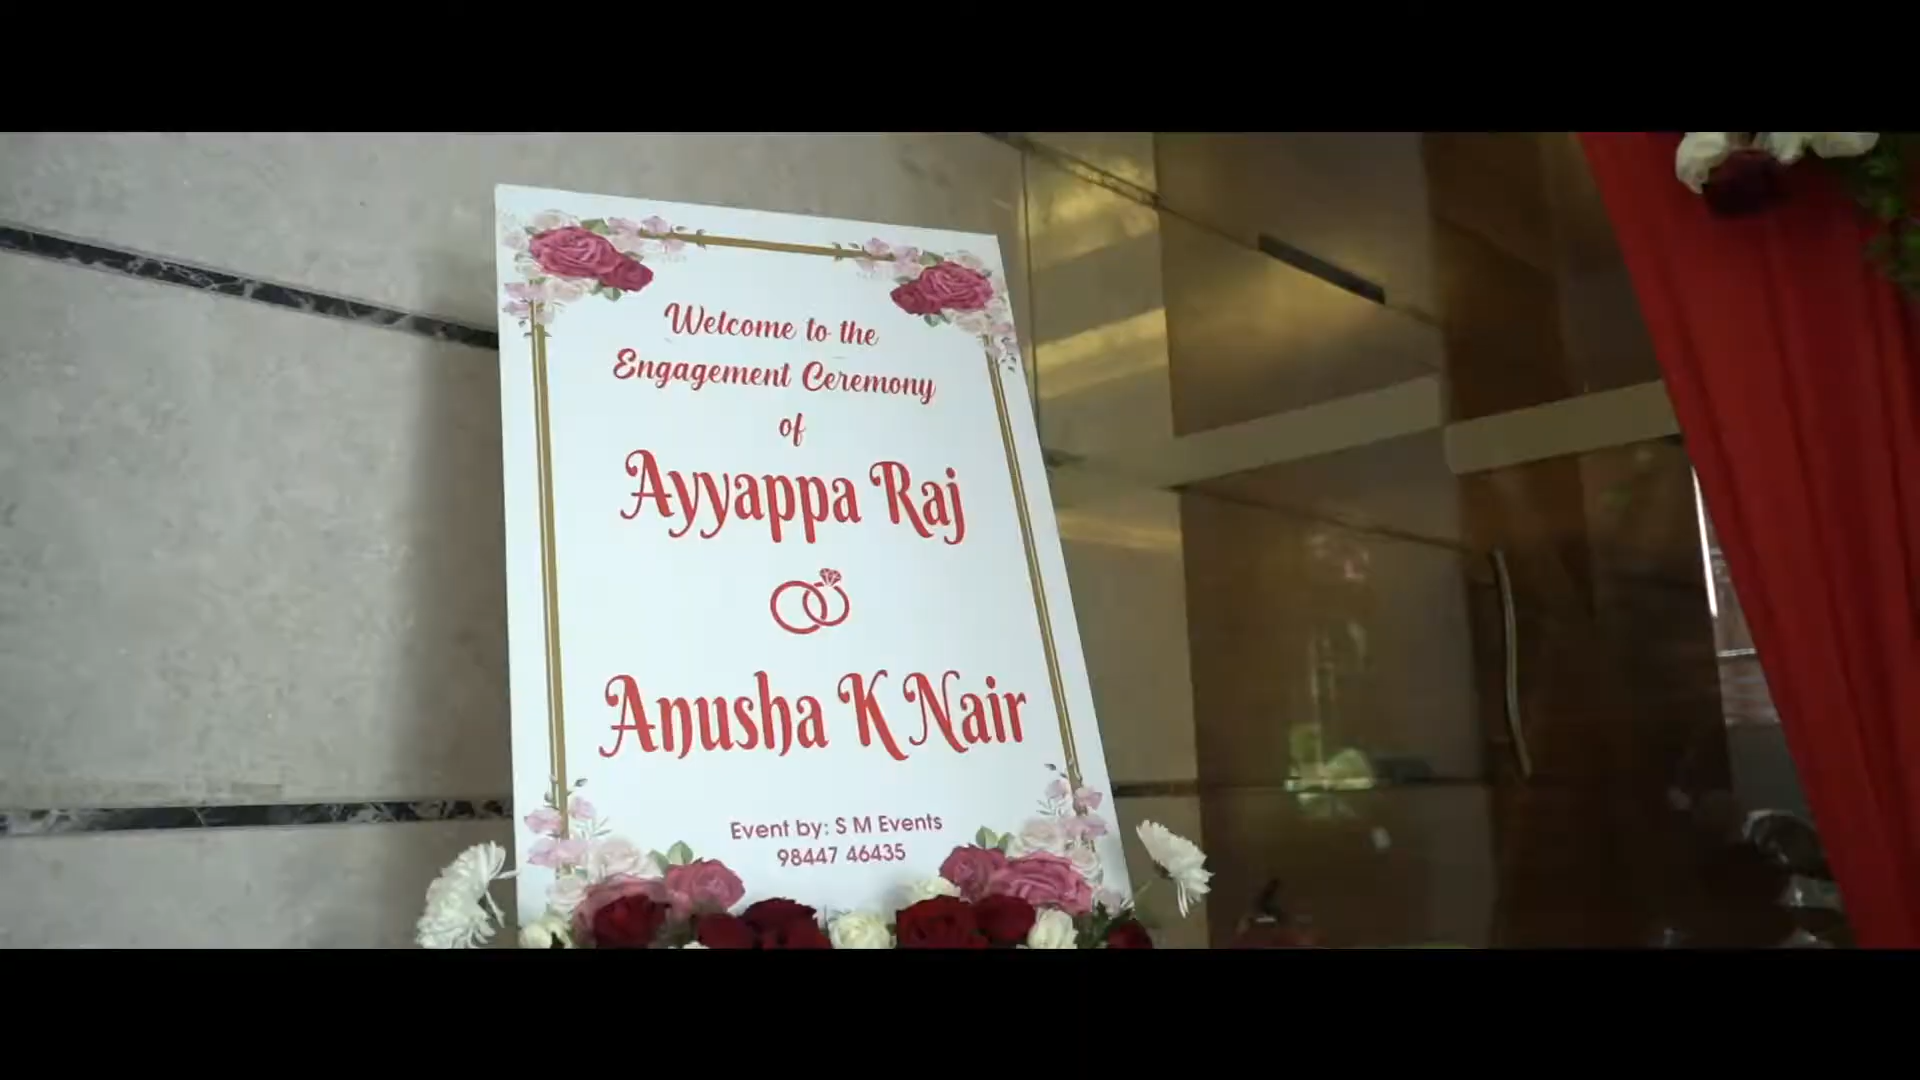 Welcome to the
Engagement Ceremony
of
Ayyappa Raj
Anusha K Nair
Event by: S M Events
98447 46435